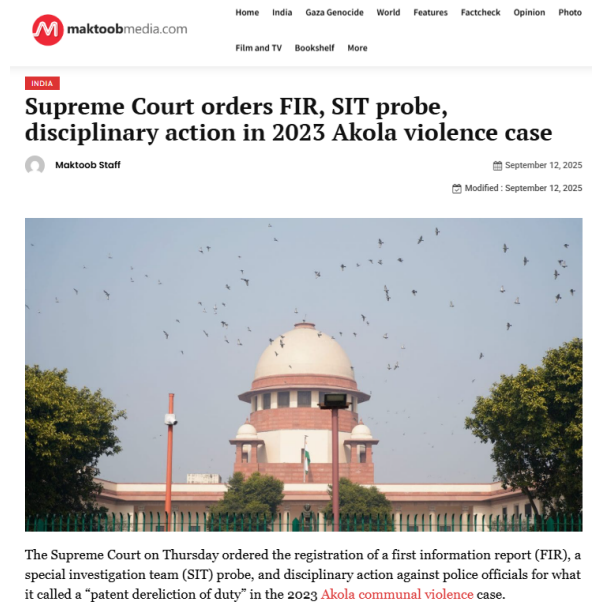 maktoobmedia.com
Home India Gaza Genocide World Features Factcheck Opinion Photo
Film and TV Bookshelf More
INDIA
Supreme Court orders FIR, SIT probe,
disciplinary action in 2023 Akola violence case
Maktoob Staff
September 12, 2025
Modified : September 12, 2025
The Supreme Court on Thursday ordered the registration of a first information report (FIR), a
special investigation team (SIT) probe, and disciplinary action against police officials for what
it called a “patent dereliction of duty” in the 2023 Akola communal violence case.